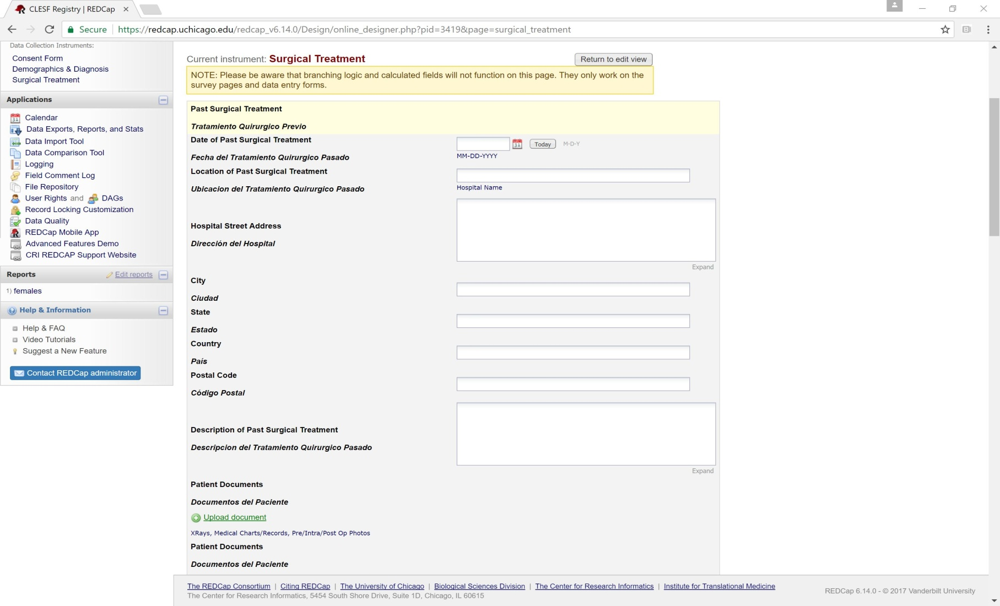 CLESF Registry | REDCap
Secure
https://redcap.uchicago.edu/redcap_v6.14.0/Design/online_designer.php?pid=3419&page=surgical_treatment
Data Collection Instruments:
Consent Form
Demographics & Diagnosis
Surgical Treatment
Applications
Calendar
Data Exports, Reports, and Stats
Data Import Tool
Data Comparison Tool
Logging
Field Comment Log
File Repository
User Rights and DAGs
Record Locking Customization
Data Quality
REDCap Mobile App
Advanced Features Demo
CRI REDCAP Support Website
Reports
Edit reports
1) females
Help & Information
Help & FAQ
Video Tutorials
Suggest a New Feature
Contact REDCap administrator
Current instrument: Surgical Treatment
Return to edit view
NOTE: Please be aware that branching logic and calculated fields will not function on this page. They only work on the
survey pages and data entry forms.
Past Surgical Treatment
Tratamiento Quirurgico Previo
Date of Past Surgical Treatment
Fecha del Tratamiento Quirurgico Pasado
31 Today M-D-Y
MM-DD-YYYY
Location of Past Surgical Treatment
Ubicacion del Tratamiento Quirurgico Pasado
Hospital Name
Hospital Street Address
Dirección del Hospital
Expand
City
Ciudad
State
Estado
Country
País
Postal Code
Código Postal
Description of Past Surgical Treatment
Descripcion del Tratamiento Quirurgico Pasado
Expand
Patient Documents
Documentos del Paciente
Upload document
XRays, Medical Charts/Records, Pre/Intra/Post Op Photos
Patient Documents
Documentos del Paciente
The REDCap Consortium | Citing REDCap | The University of Chicago | Biological Sciences Division | The Center for Research Informatics | Institute for Translational Medicine
The Center for Research Informatics, 5454 South Shore Drive, Suite 1D, Chicago, IL 60615
REDCap 6.14.0 - © 2017 Vanderbilt University